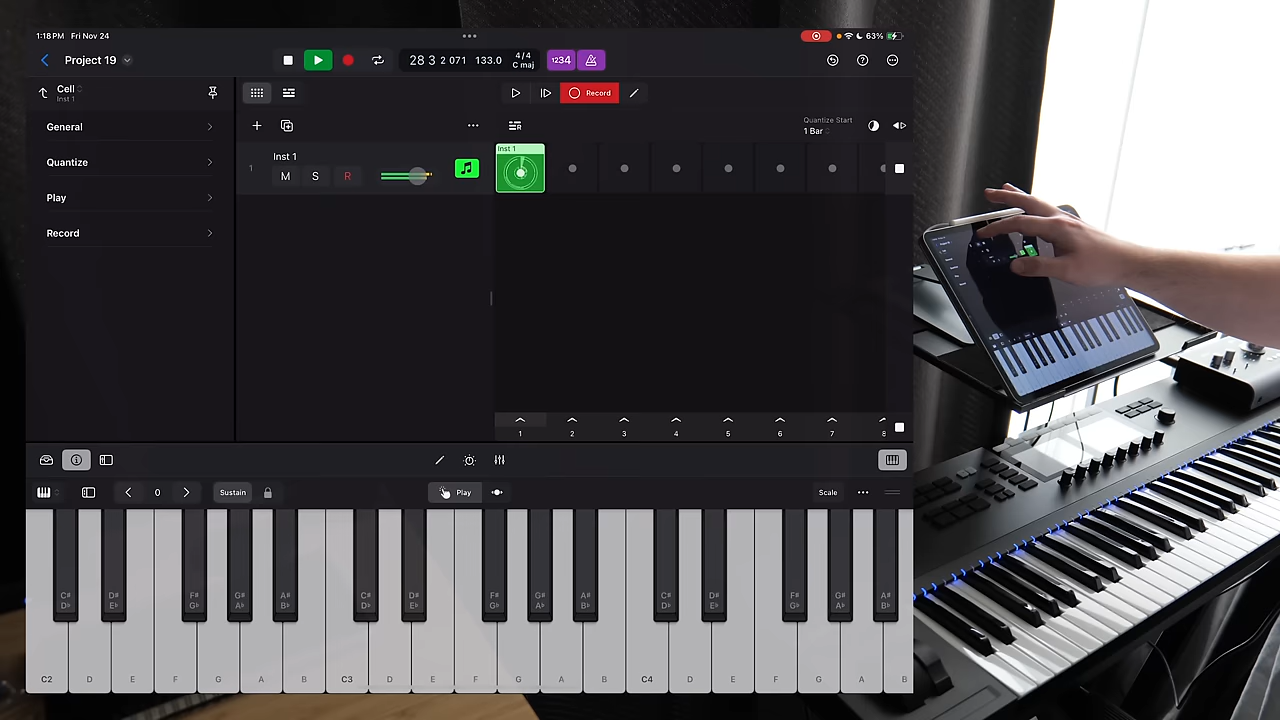 1:18PM Fri Nov 24
63%
Project 19
28 3 2 071 133.0 4/4 C maj
1234
Cell
Inst 1
Record
General
Quantize
Play
Record
Quantize Start
1 Bar
1
Inst 1
M S R
Inst 1
1 2 3 4 5 6 7 8
0
Sustain
Play
Scale
C# D# F# G# A# C# D# F# G# A# C# D# F# G# A#
D♭ E♭ G♭ A♭ B♭ D♭ E♭ G♭ A♭ B♭ D♭ E♭ G♭ A♭ B♭
C2 D E F G A B C3 D E F G A B C4 D E F G A B